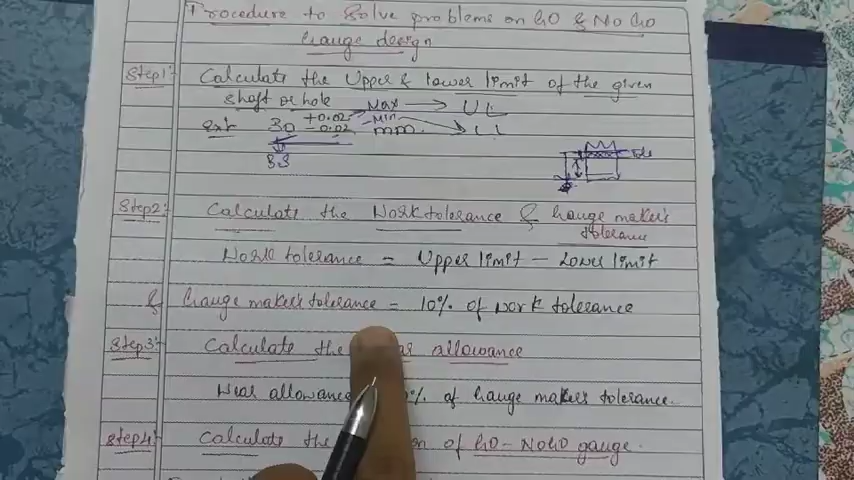 Procedure to Solve problems on GO & No GO
Gauge design
Step1: Calculate the Upper & lower limit of the given
shaft or hole Max → UL
ex: 30 +0.02 -0.02 mm. Min → LL
B.S
Step2: Calculate the Work tolerance & Gauge maker's
tolerance
Work tolerance = Upper limit - Lower limit
& Gauge maker's tolerance = 10% of work tolerance
Step3: Calculate the allowance
Wear allowance % of Gauge maker's tolerance.
Step4: Calculate the of GO-NOGO gauge.